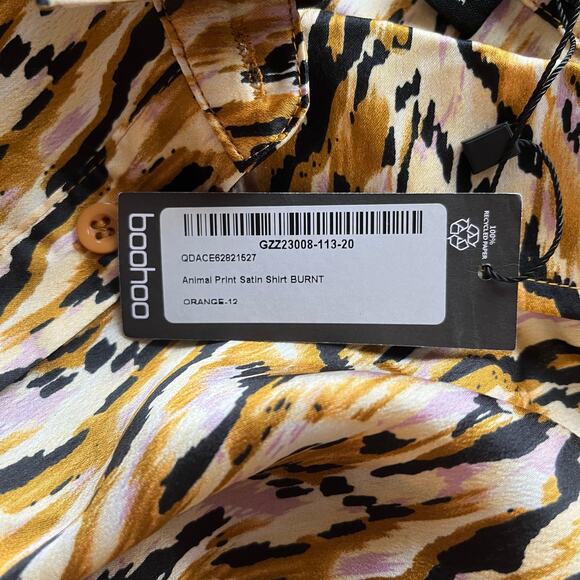 boohoo
GZZ23008-113-20
QDACE62821527
Animal Print Satin Shirt BURNT
ORANGE-12
100%
RECYCLED PAPER